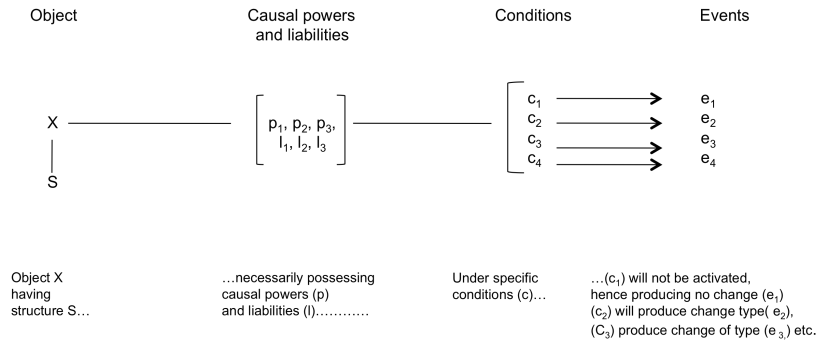 Object
Causal powers
and liabilities
Conditions
Events
X
S
p₁, p₂, p₃,
l₁, l₂, l₃
c₁
c₂
c₃
c₄
e₁
e₂
e₃
e₄
Object X
having
structure S…
…necessarily possessing
causal powers (p)
and liabilities (l)…………
Under specific
conditions (c)…
…(c₁) will not be activated,
hence producing no change (e₁)
(c₂) will produce change type( e₂),
(C₃) produce change of type (e ₃,) etc.